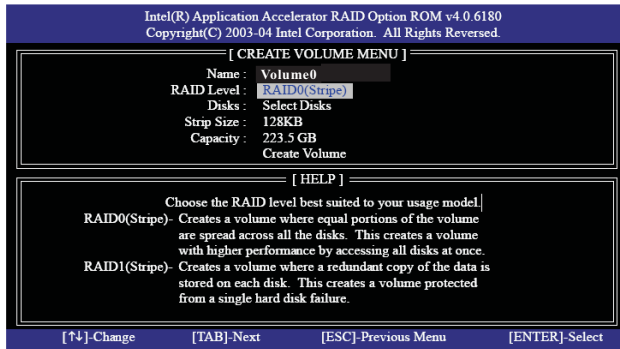 Intel(R) Application Accelerator RAID Option ROM v4.0.6180
Copyright(C) 2003-04 Intel Corporation. All Rights Reserved.
[ CREATE VOLUME MENU ]
Name : Volume0
RAID Level : RAID0(Stripe)
Disks : Select Disks
Strip Size : 128KB
Capacity : 223.5 GB
Create Volume
[ HELP ]
Choose the RAID level best suited to your usage model.
RAID0(Stripe)- Creates a volume where equal portions of the volume
are spread across all the disks. This creates a volume
with higher performance by accessing all disks at once.
RAID1(Stripe)- Creates a volume where a redundant copy of the data is
stored on each disk. This creates a volume protected
from a single hard disk failure.
[↑↓]-Change [TAB]-Next [ESC]-Previous Menu [ENTER]-Select